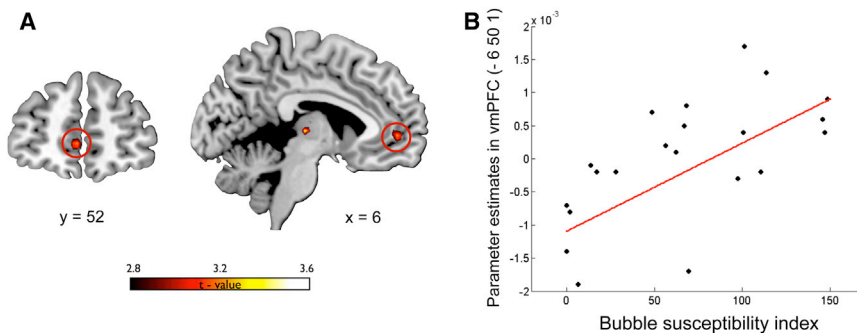 A
y = 52
x = 6
2.8
3.2
3.6
t - value
B
x 10⁻³
2
1.5
1
0.5
0
-0.5
-1
-1.5
-2
Parameter estimates in vmPFC (- 6 50 1)
0
50
100
150
Bubble susceptibility index